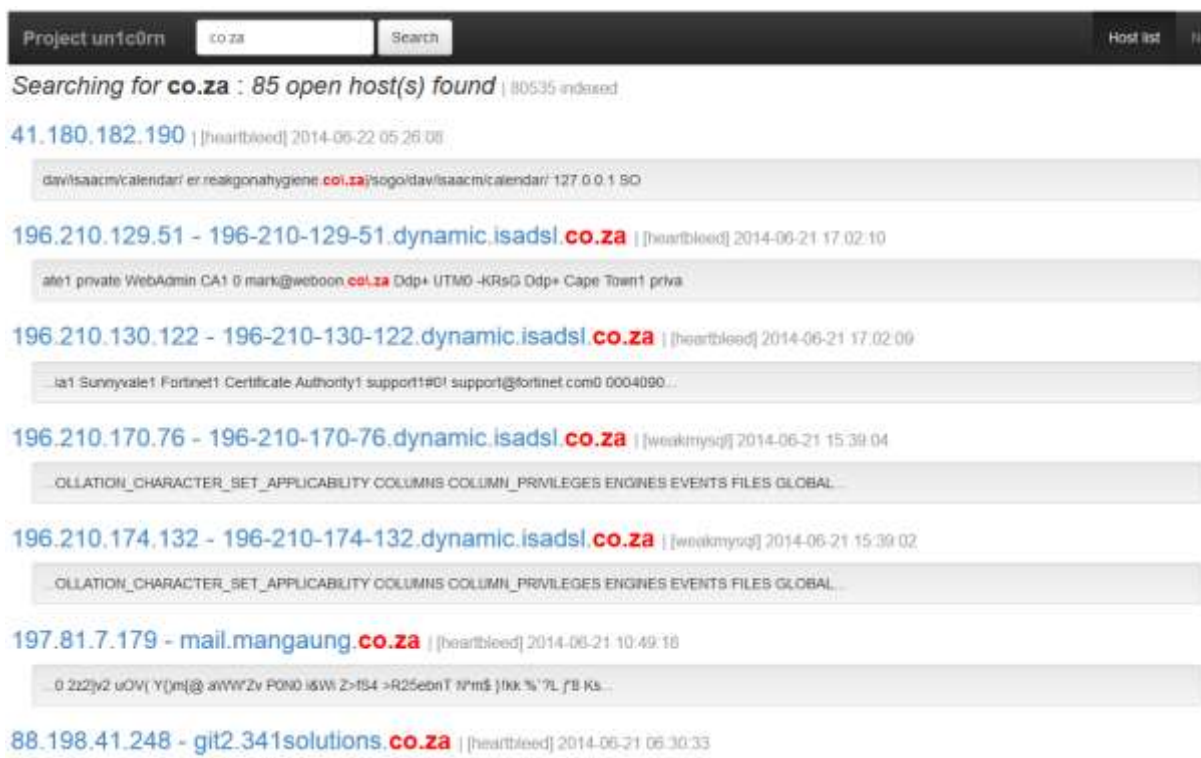 Project un1c0rn co za Search Host list N
Searching for co.za : 85 open host(s) found | 80535 indexed
41.180.182.190 | [heartbleed] 2014-06-22 05:26:08
dav/isaacm/calendar/ er.reakgonahygiene.co\.za|/sogo/dav/isaacm/calendar/ 127.0.0.1 SO
196.210.129.51 - 196-210-129-51.dynamic.isadsl.co.za | [heartbleed] 2014-06-21 17:02:10
ate1 private WebAdmin CA1 0 mark@weboon.co\.za Ddp+ UTM0 -KRsG Ddp+ Cape Town1 priva
196.210.130.122 - 196-210-130-122.dynamic.isadsl.co.za | [heartbleed] 2014-06-21 17:02:09
...ia1 Sunnyvale1 Fortinet1 Certificate Authority1 support1#0! support@fortinet.com0 0004090...
196.210.170.76 - 196-210-170-76.dynamic.isadsl.co.za | [weakmysql] 2014-06-21 15:39:04
...OLLATION_CHARACTER_SET_APPLICABILITY COLUMNS COLUMN_PRIVILEGES ENGINES EVENTS FILES GLOBAL...
196.210.174.132 - 196-210-174-132.dynamic.isadsl.co.za | [weakmysql] 2014-06-21 15:39:02
...OLLATION_CHARACTER_SET_APPLICABILITY COLUMNS COLUMN_PRIVILEGES ENGINES EVENTS FILES GLOBAL...
197.81.7.179 - mail.mangaung.co.za | [heartbleed] 2014-06-21 10:49:18
...0 uOV( aWW'Zv P0N0 >R25ebnT Ks...
88.198.41.248 - git2.341solutions.co.za | [heartbleed] 2014-06-21 06:30:33